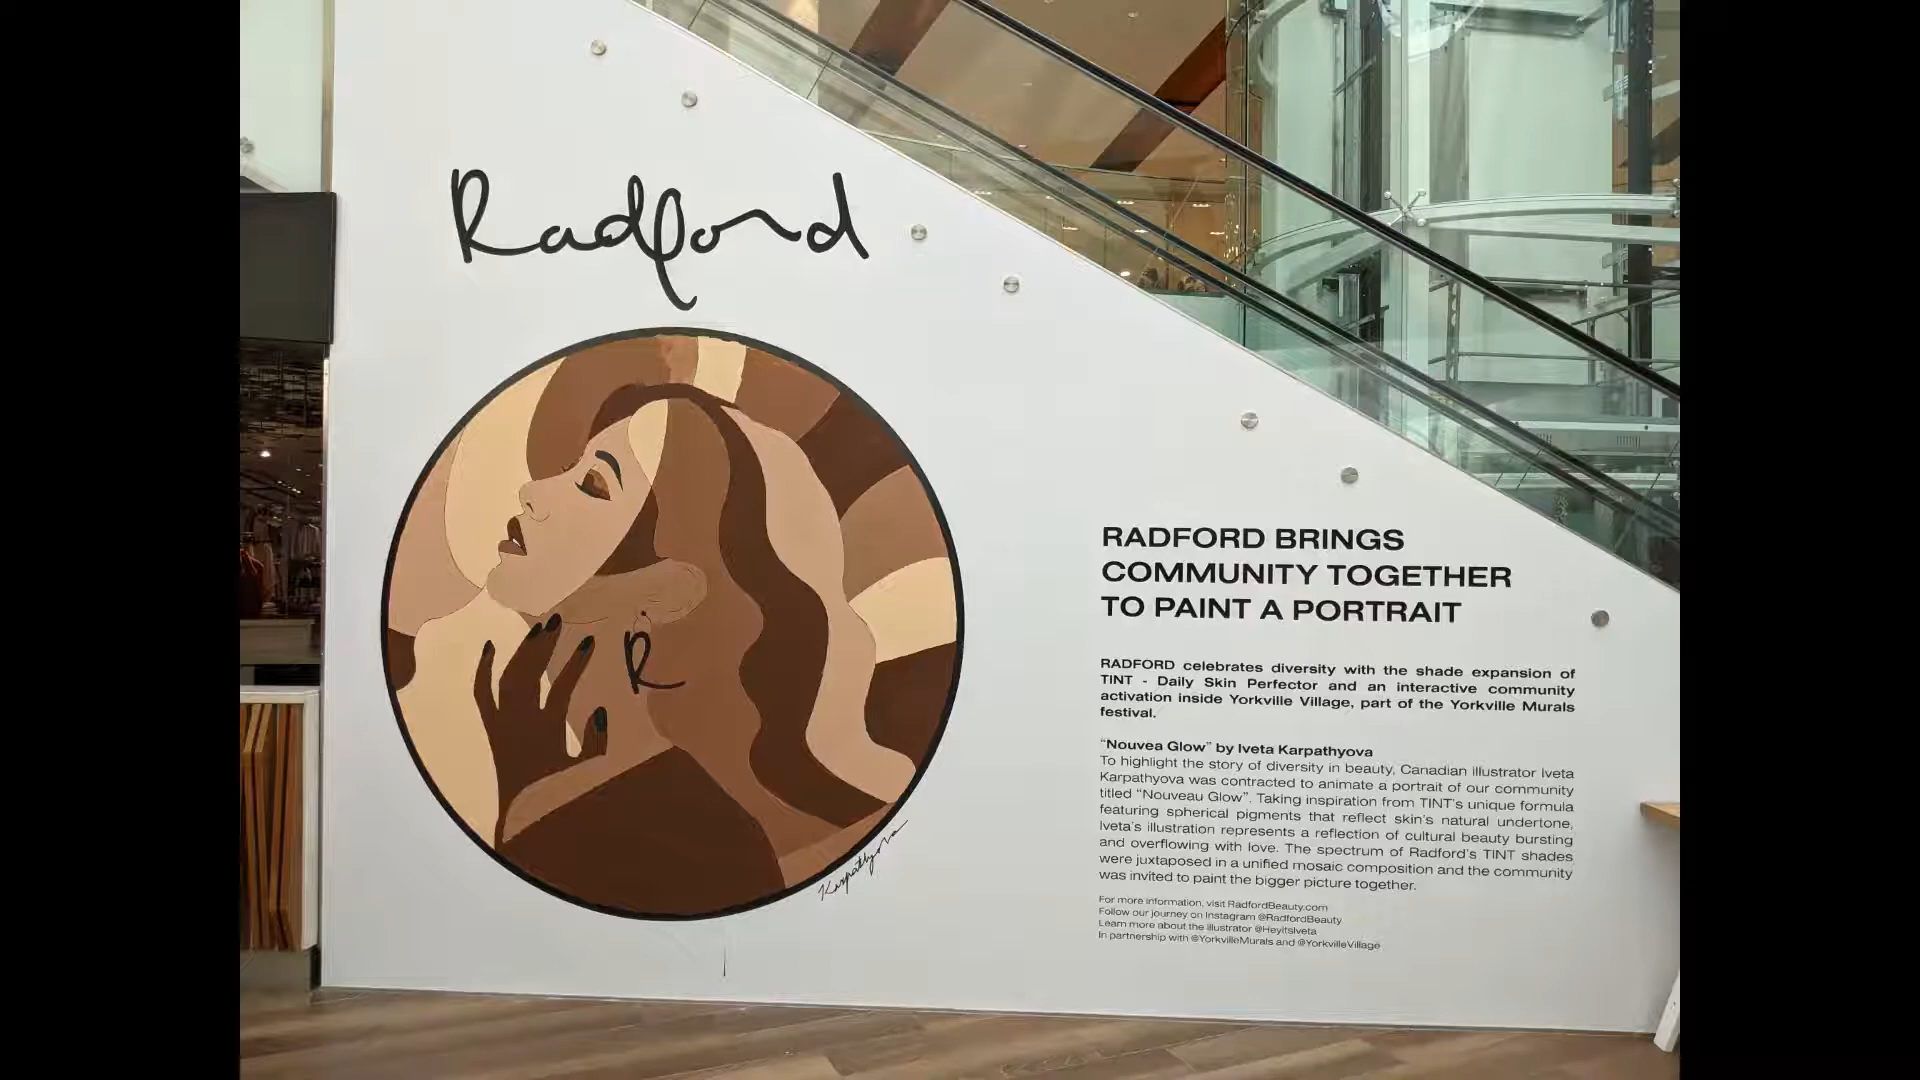 Radford
R
Karpathyova
RADFORD BRINGS
COMMUNITY TOGETHER
TO PAINT A PORTRAIT
RADFORD celebrates diversity with the shade expansion of
TINT - Daily Skin Perfector and an interactive community
activation inside Yorkville Village, part of the Yorkville Murals
festival.
“Nouvea Glow” by Iveta Karpathyova
To highlight the story of diversity in beauty, Canadian illustrator Iveta
Karpathyova was contracted to animate a portrait of our community
titled “Nouveau Glow”. Taking inspiration from TINT’s unique formula
featuring spherical pigments that reflect skin’s natural undertone,
Iveta’s illustration represents a reflection of cultural beauty bursting
and overflowing with love. The spectrum of Radford’s TINT shades
were juxtaposed in a unified mosaic composition and the community
was invited to paint the bigger picture together.
For more information, visit RadfordBeauty.com
Follow our journey on Instagram @RadfordBeauty
Learn more about the illustrator @HeyitsIveta
In partnership with @YorkvilleMurals and @YorkvilleVillage